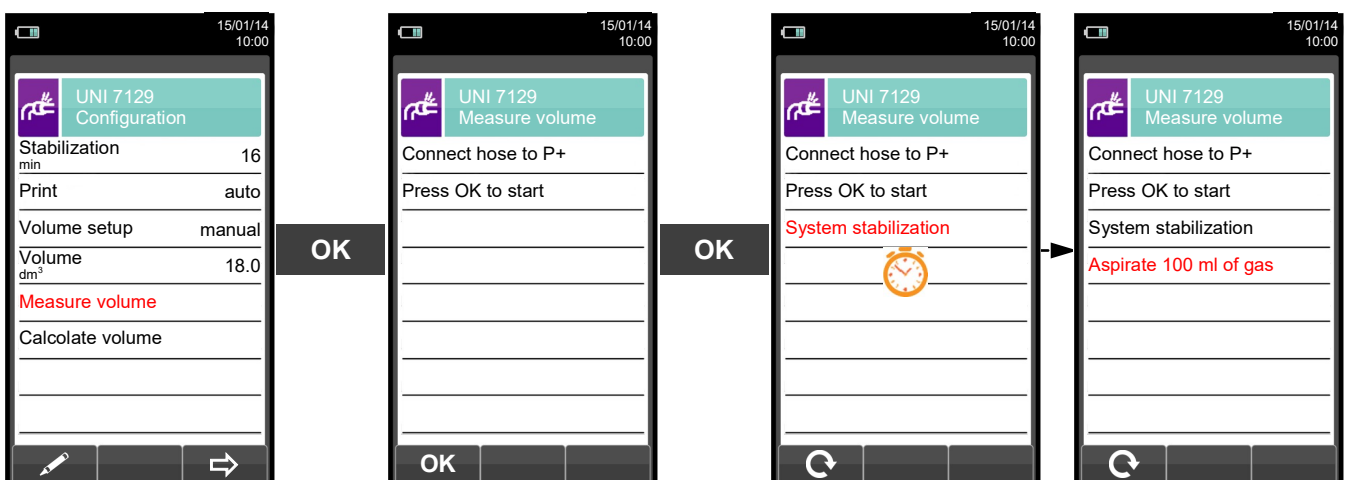 15/01/14
10:00
UNI 7129
Configuration
Stabilization
min
16
Print
auto
Volume setup
manual
Volume
dm³
18.0
Measure volume
Calcolate volume
OK
15/01/14
10:00
UNI 7129
Measure volume
Connect hose to P+
Press OK to start
OK
OK
15/01/14
10:00
UNI 7129
Measure volume
Connect hose to P+
Press OK to start
System stabilization
15/01/14
10:00
UNI 7129
Measure volume
Connect hose to P+
Press OK to start
System stabilization
Aspirate 100 ml of gas